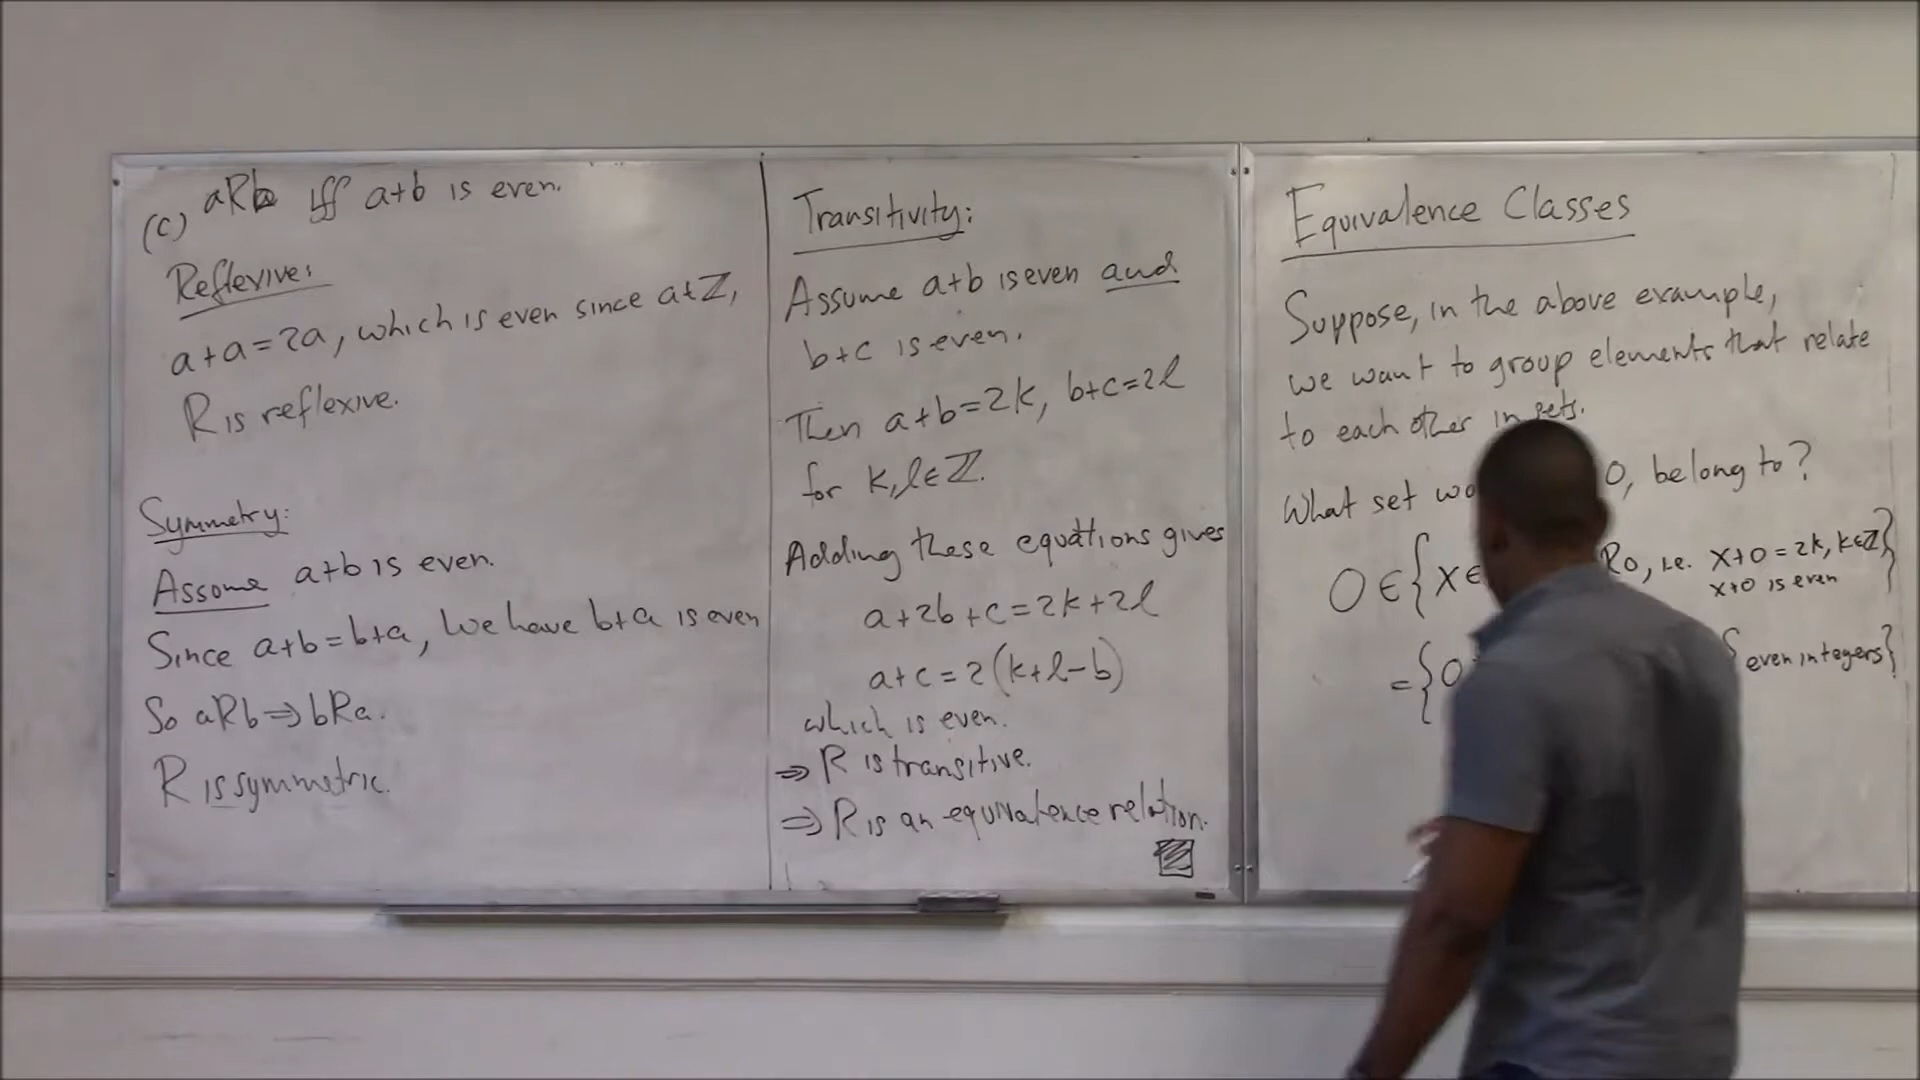 (c) aRb iff a+b is even.
Reflexive:
a+a=2a, which is even since a∈ℤ,
R is reflexive.
Symmetry:
Assume a+b is even.
Since a+b=b+a, we have b+a is even
So aRb⇒bRa.
R is symmetric.
Transitivity:
Assume a+b is even and
b+c is even.
Then a+b=2k, b+c=2l
for k,l∈ℤ.
Adding these equations gives
a+2b+c=2k+2l
a+c=2(k+l-b)
which is even.
⇒ R is transitive.
⇒ R is an equivalence relation.
Equivalence Classes
Suppose, in the above example,
we want to group elements that relate
to each other in sets.
What set 0, belong to?
0∈{x∈ R0, i.e. x+0=2k, k∈ℤ}
x+0 is even
={0 even integers}